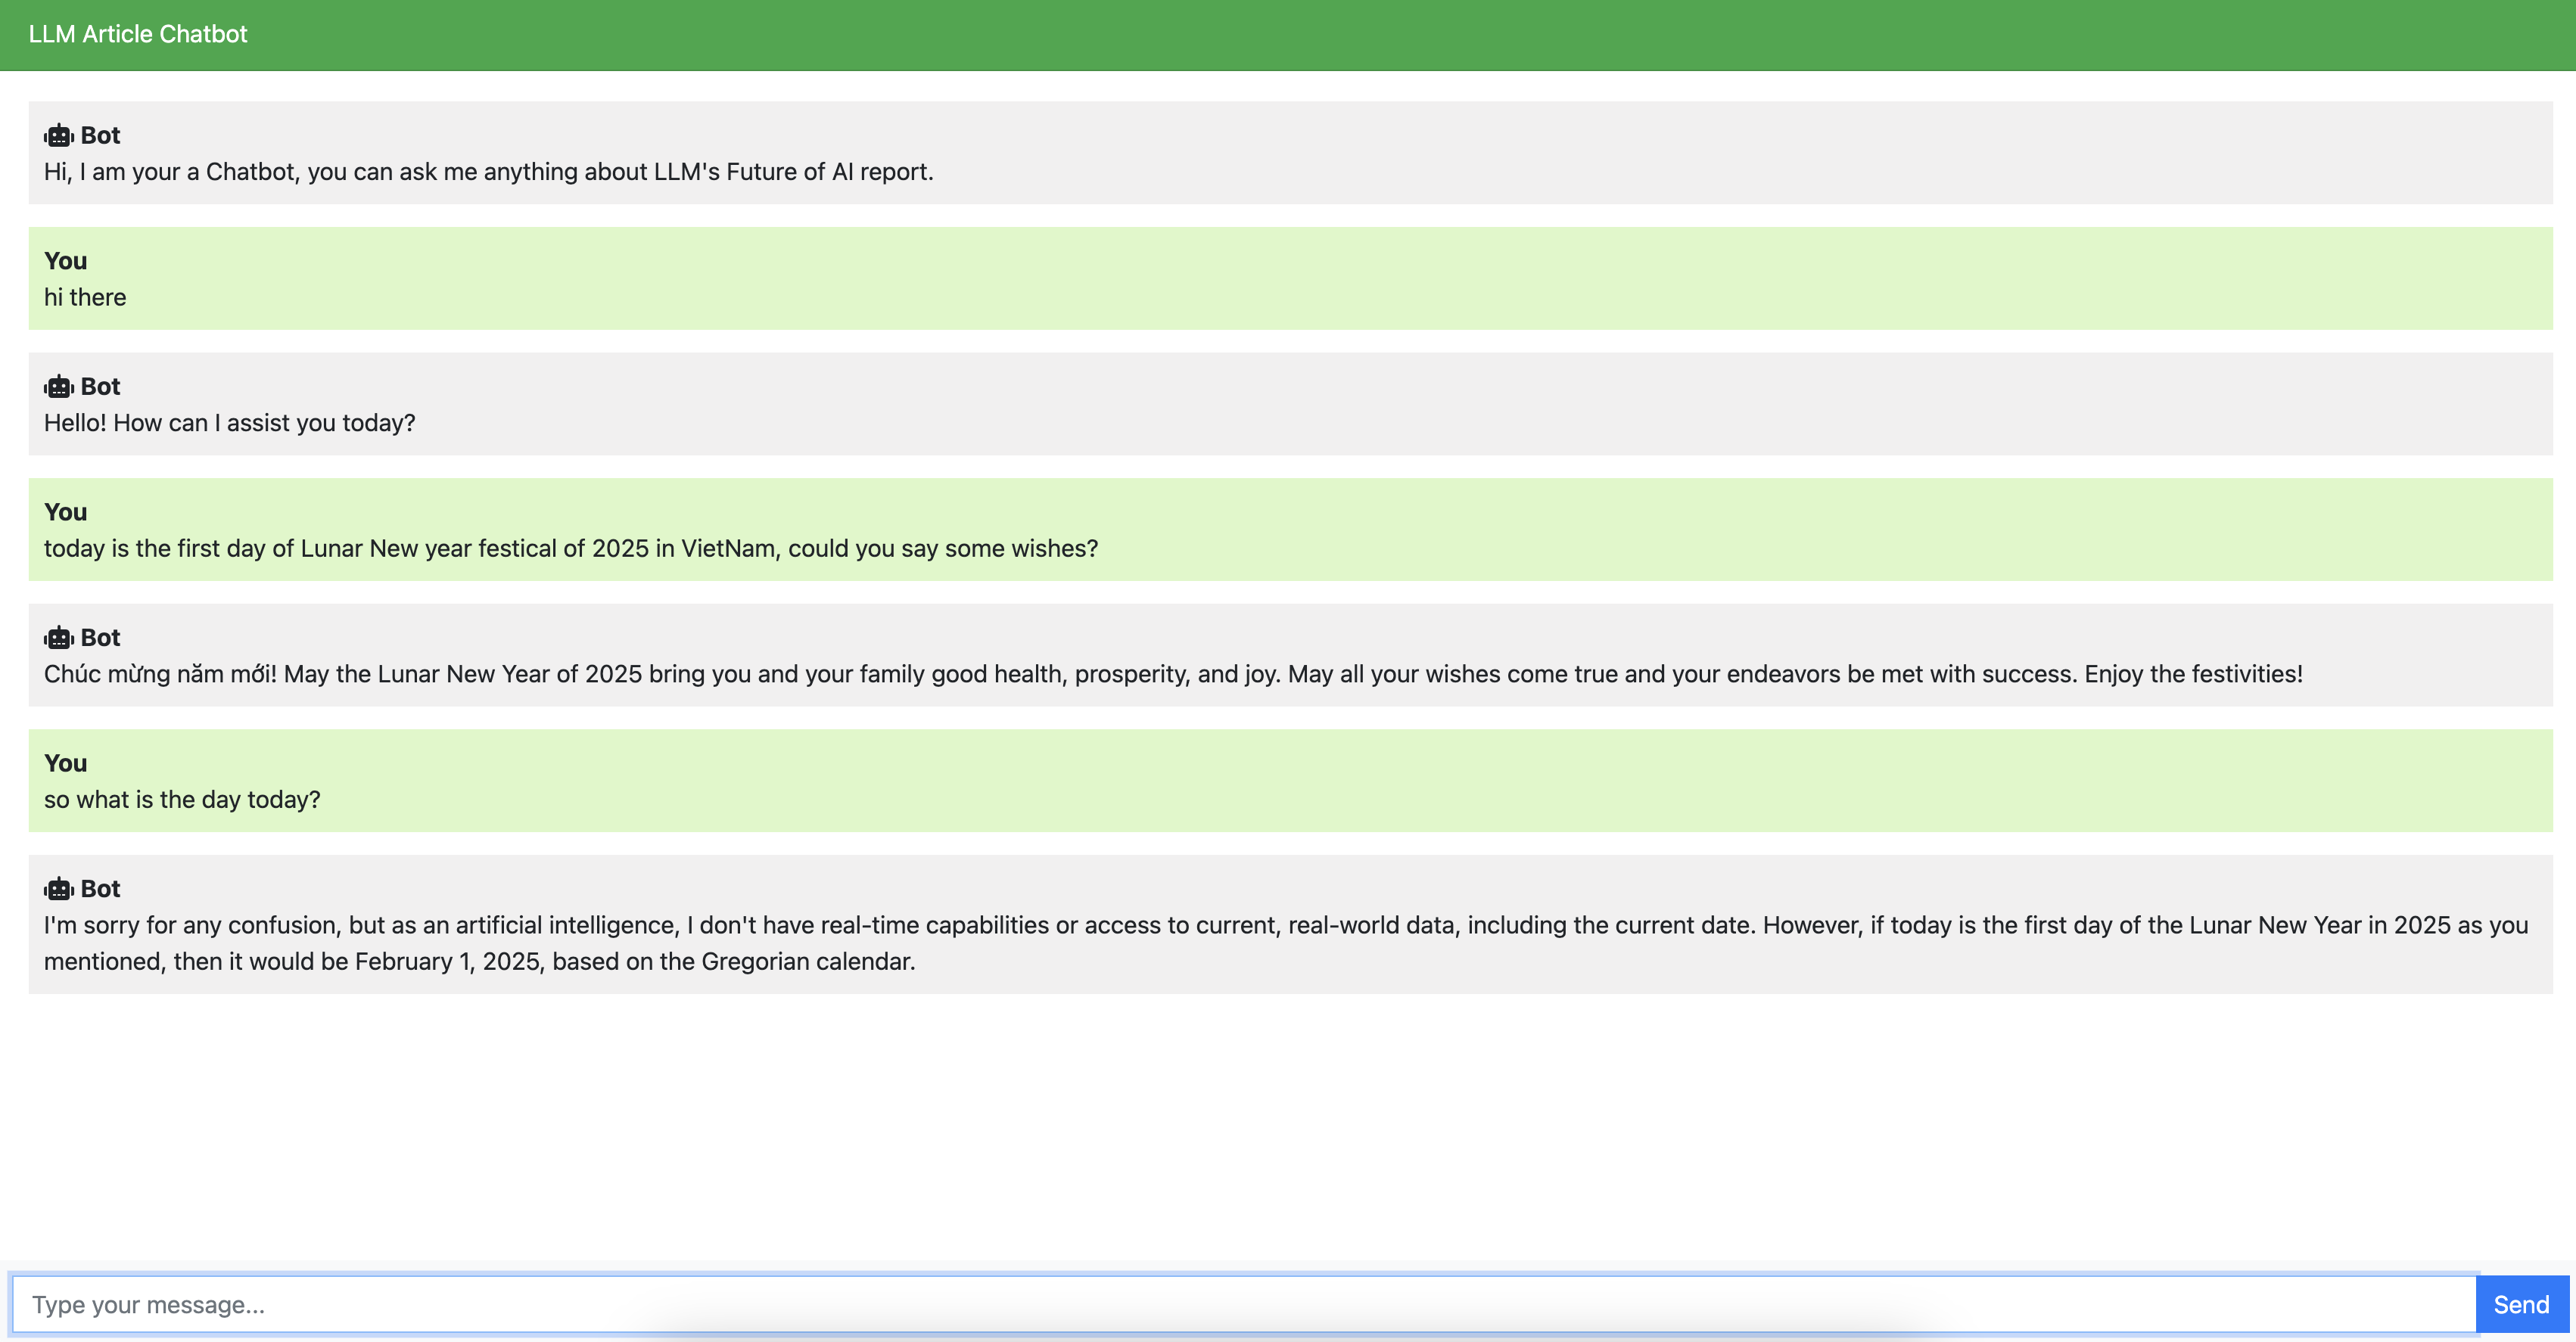 LLM Article Chatbot
Bot
Hi, I am your a Chatbot, you can ask me anything about LLM's Future of AI report.
You
hi there
Bot
Hello! How can I assist you today?
You
today is the first day of Lunar New year festical of 2025 in VietNam, could you say some wishes?
Bot
Chúc mừng năm mới! May the Lunar New Year of 2025 bring you and your family good health, prosperity, and joy. May all your wishes come true and your endeavors be met with success. Enjoy the festivities!
You
so what is the day today?
Bot
I'm sorry for any confusion, but as an artificial intelligence, I don't have real-time capabilities or access to current, real-world data, including the current date. However, if today is the first day of the Lunar New Year in 2025 as you
mentioned, then it would be February 1, 2025, based on the Gregorian calendar.
Type your message...
Send